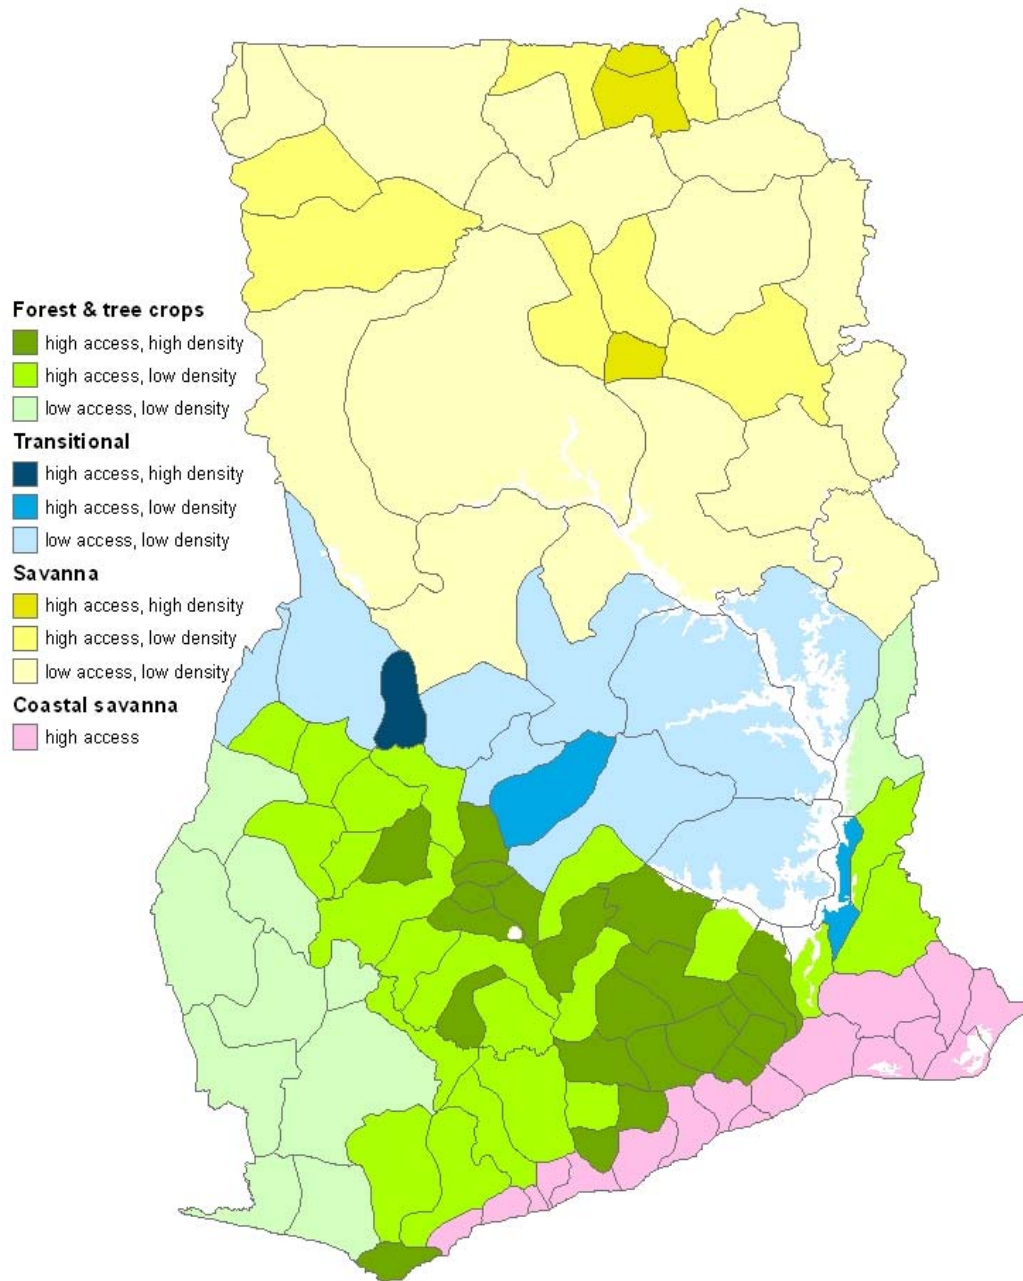 Forest & tree crops
high access, high density
high access, low density
low access, low density
Transitional
high access, high density
high access, low density
low access, low density
Savanna
high access, high density
high access, low density
low access, low density
Coastal savanna
high access